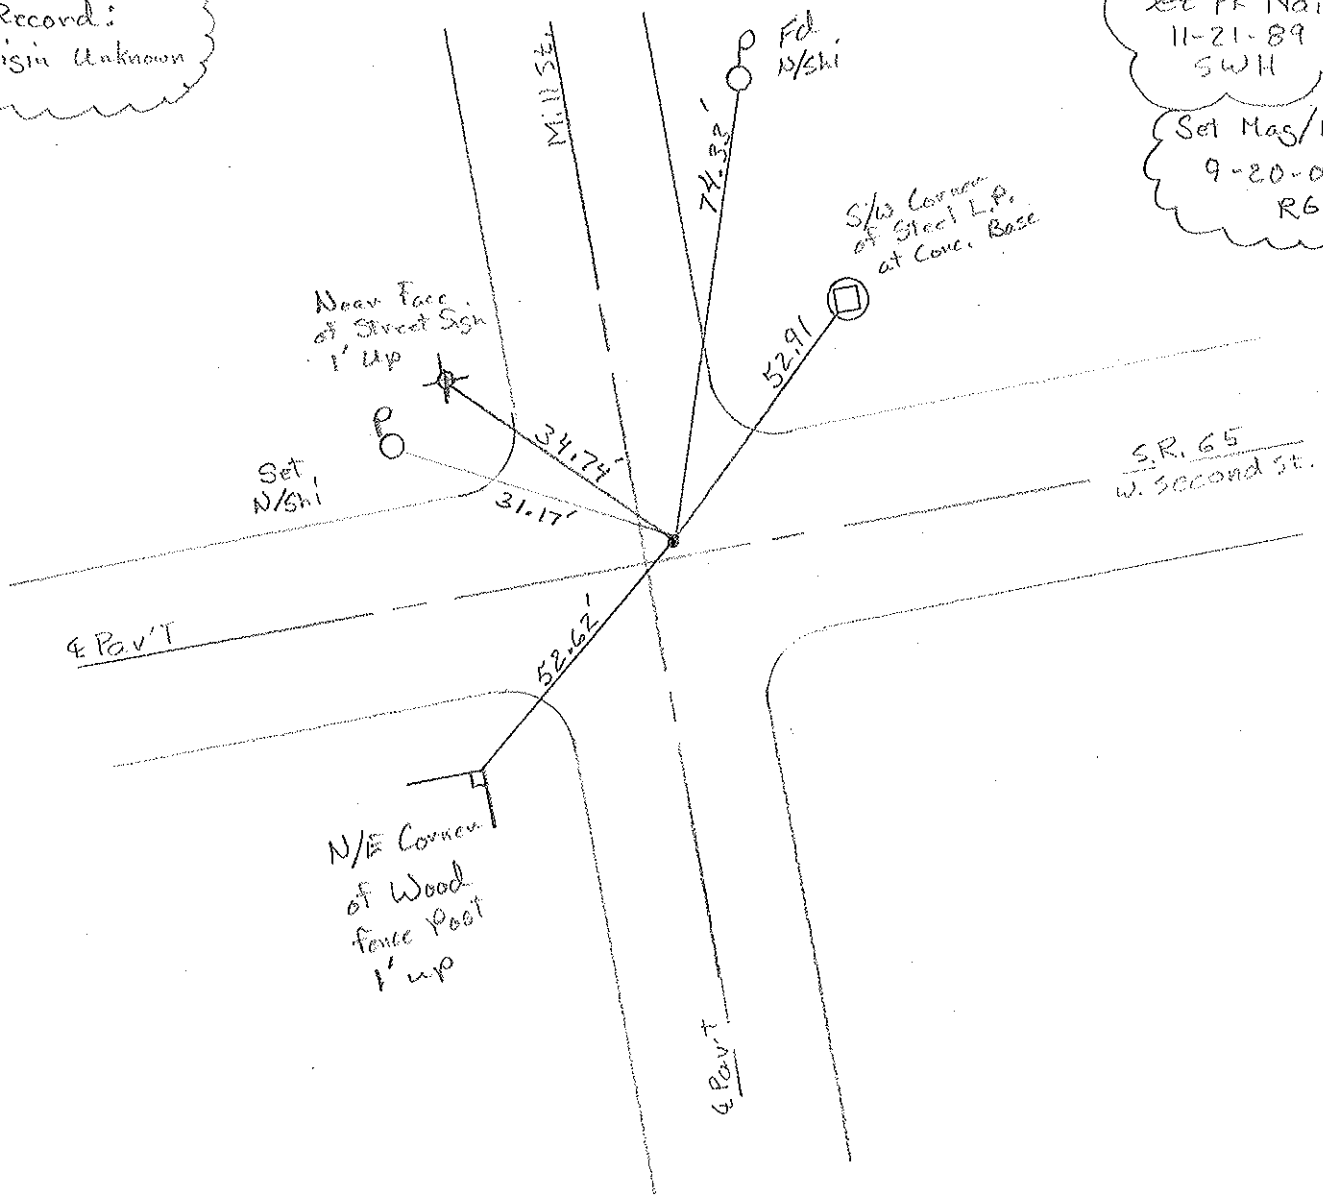 Record:
Unknown
Mill St.
Fd.
N/Shi
PK
11-21-89
SWH
Set Mag/
9-20-0
RG
74.33'
S/W Corner
of Steel L.P.
at Conc. Base
Near Face
of Street Sign
1' Up
52.91
34.74'
31.17'
Set
N/Shi
S.R. 65
W. Second St.
℄ Pav'T
52.62'
N/E Corner
of Wood
fence Post
1' up
℄ Pav'T